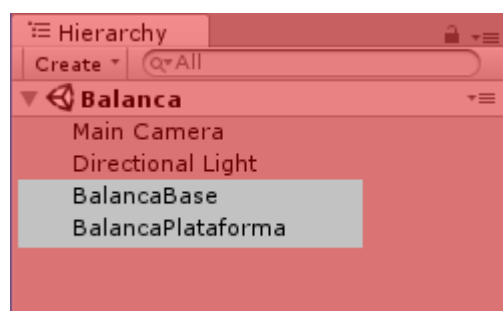 Hierarchy
Create All
Balanca
Main Camera
Directional Light
BalancaBase
BalancaPlataforma